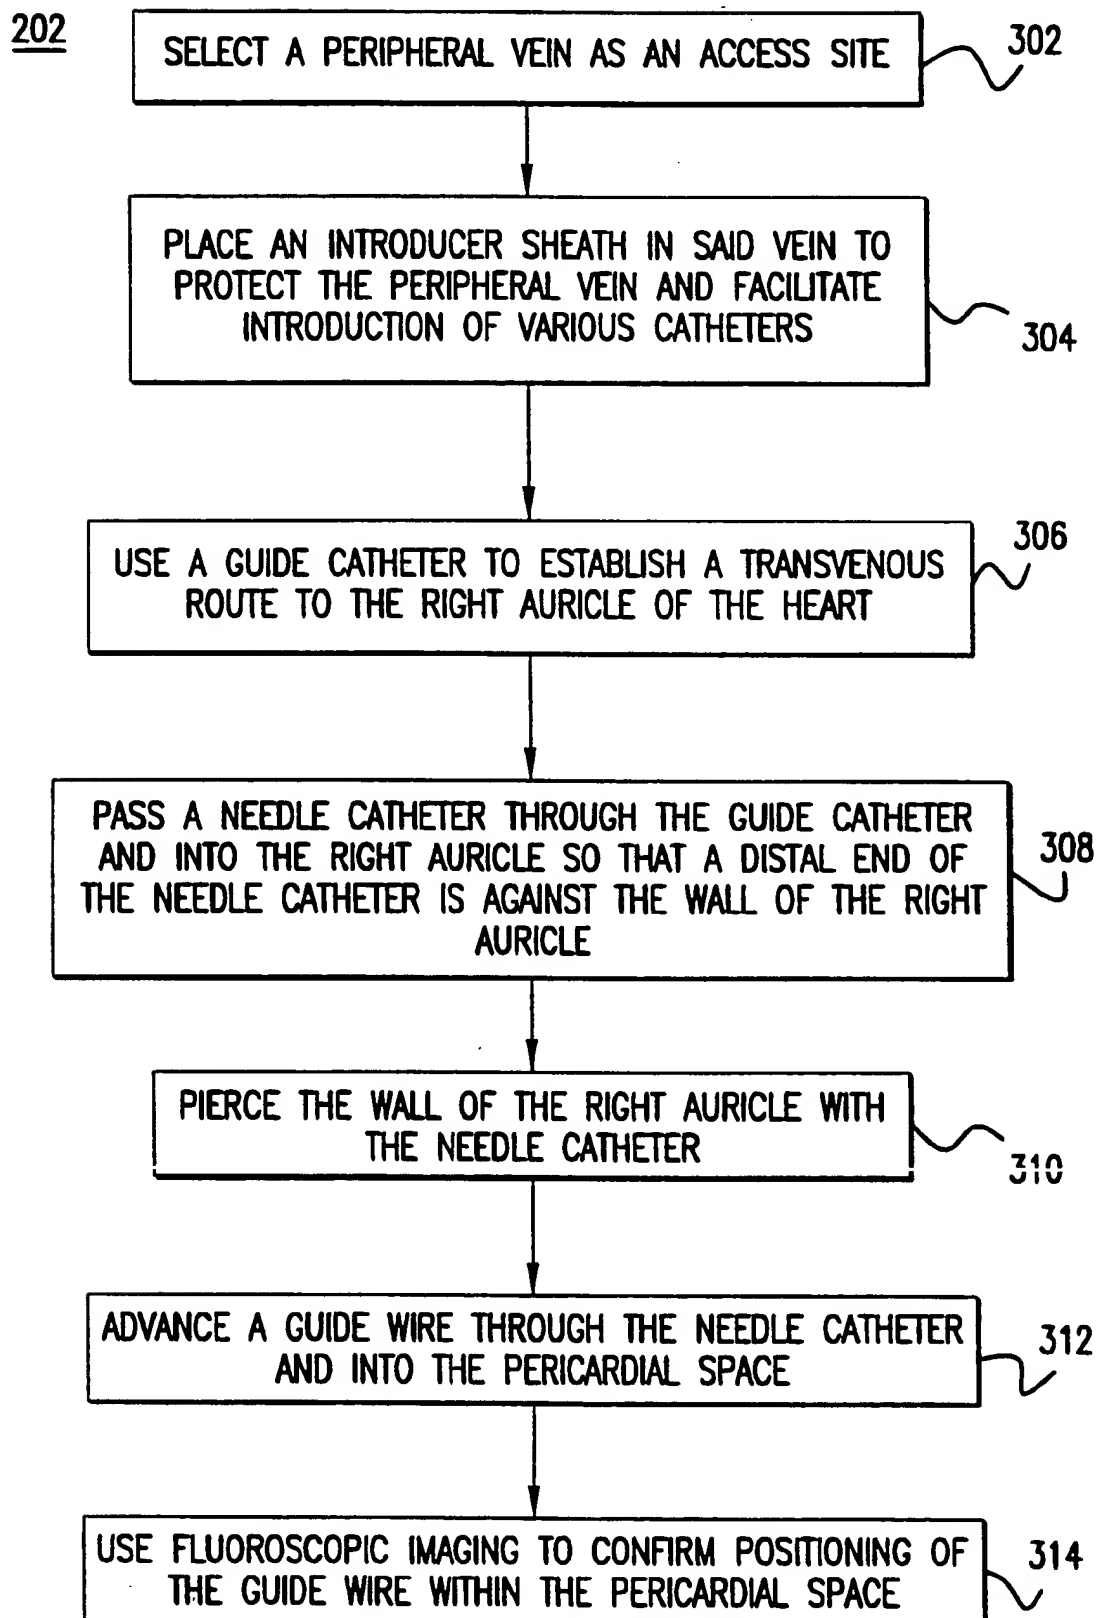 202
SELECT A PERIPHERAL VEIN AS AN ACCESS SITE
302
PLACE AN INTRODUCER SHEATH IN SAID VEIN TO
PROTECT THE PERIPHERAL VEIN AND FACILITATE
INTRODUCTION OF VARIOUS CATHETERS
304
USE A GUIDE CATHETER TO ESTABLISH A TRANSVENOUS
ROUTE TO THE RIGHT AURICLE OF THE HEART
306
PASS A NEEDLE CATHETER THROUGH THE GUIDE CATHETER
AND INTO THE RIGHT AURICLE SO THAT A DISTAL END OF
THE NEEDLE CATHETER IS AGAINST THE WALL OF THE RIGHT
AURICLE
308
PIERCE THE WALL OF THE RIGHT AURICLE WITH
THE NEEDLE CATHETER
310
ADVANCE A GUIDE WIRE THROUGH THE NEEDLE CATHETER
AND INTO THE PERICARDIAL SPACE
312
USE FLUOROSCOPIC IMAGING TO CONFIRM POSITIONING OF
THE GUIDE WIRE WITHIN THE PERICARDIAL SPACE
314